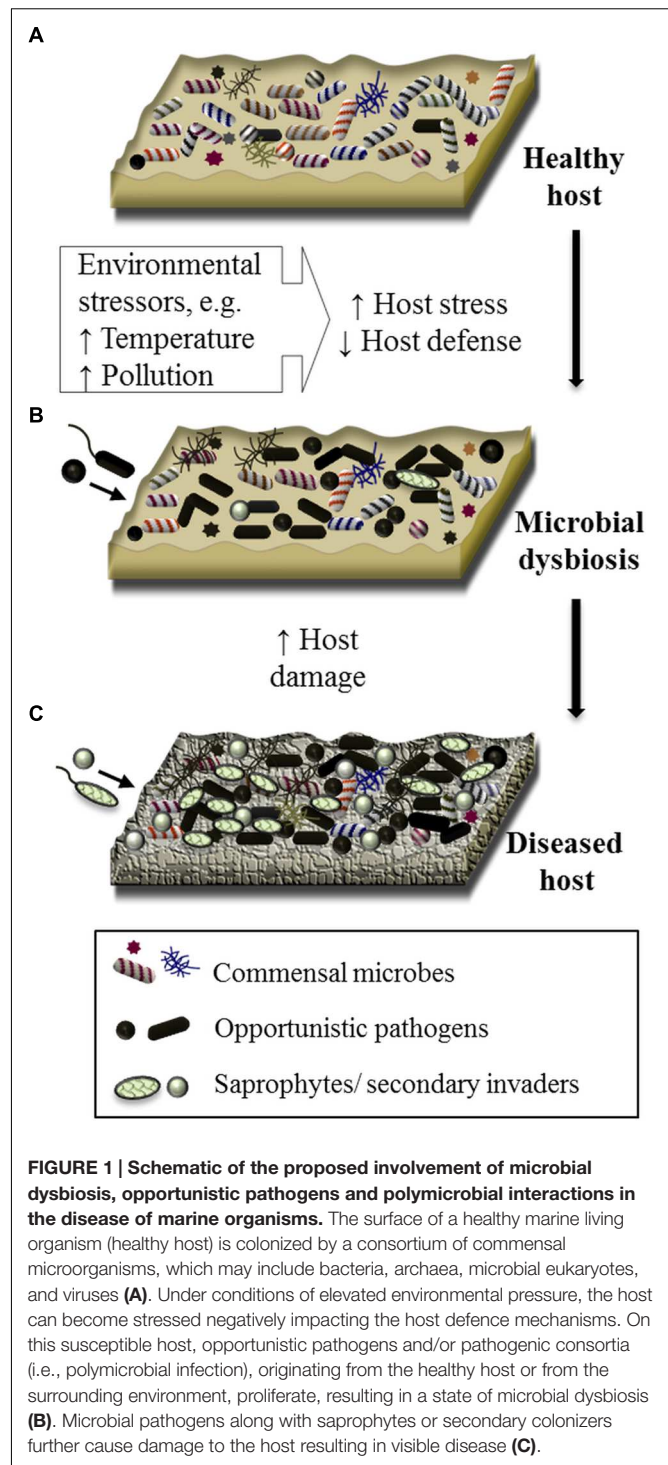 A
Healthy
host
Environmental
stressors, e.g.
↑ Temperature
↑ Pollution
↑ Host stress
↓ Host defense
B
Microbial
dysbiosis
↑ Host
damage
C
Diseased
host
Commensal microbes
Opportunistic pathogens
Saprophytes/ secondary invaders
FIGURE 1 | Schematic of the proposed involvement of microbial
dysbiosis, opportunistic pathogens and polymicrobial interactions in
the disease of marine organisms. The surface of a healthy marine living
organism (healthy host) is colonized by a consortium of commensal
microorganisms, which may include bacteria, archaea, microbial eukaryotes,
and viruses (A). Under conditions of elevated environmental pressure, the host
can become stressed negatively impacting the host defence mechanisms. On
this susceptible host, opportunistic pathogens and/or pathogenic consortia
(i.e., polymicrobial infection), originating from the healthy host or from the
surrounding environment, proliferate, resulting in a state of microbial dysbiosis
(B). Microbial pathogens along with saprophytes or secondary colonizers
further cause damage to the host resulting in visible disease (C).